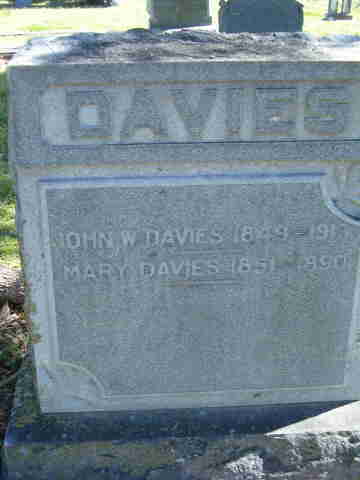 DAVIES
JOHN W. DAVIES 1849-191
MARY DAVIES 1851-1890